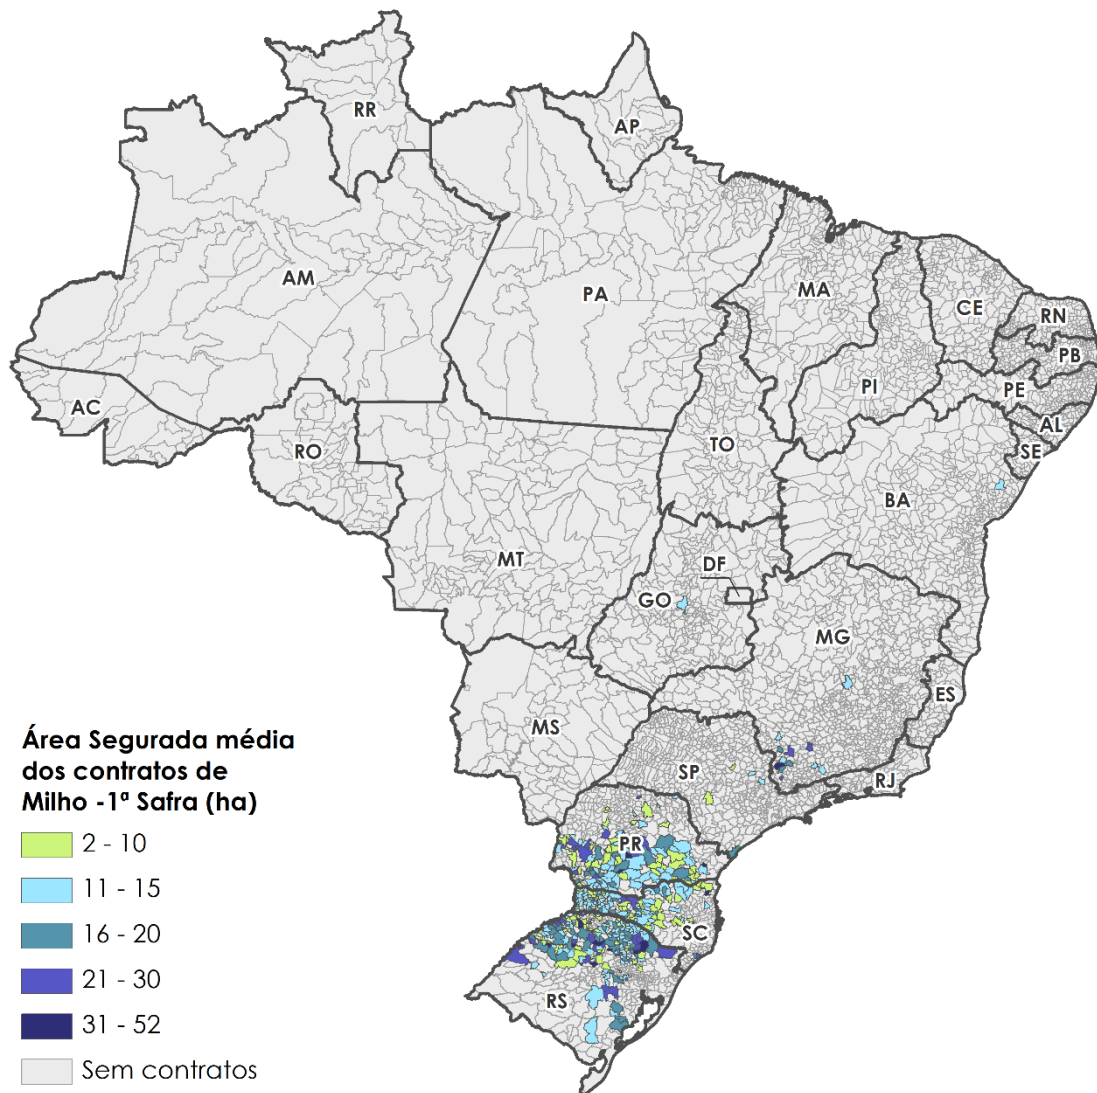 RR
AP
AM
PA
MA
CE
RN
PB
PI
PE
AC
AL
TO
SE
RO
BA
MT
DF
GO
MG
ES
MS
SP
RJ
PR
SC
RS
Área Segurada média
dos contratos de
Milho -1ª Safra (ha)
2 - 10
11 - 15
16 - 20
21 - 30
31 - 52
Sem contratos